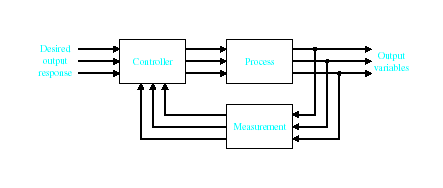 Desired
output
response
Controller
Process
Output
variables
Measurement